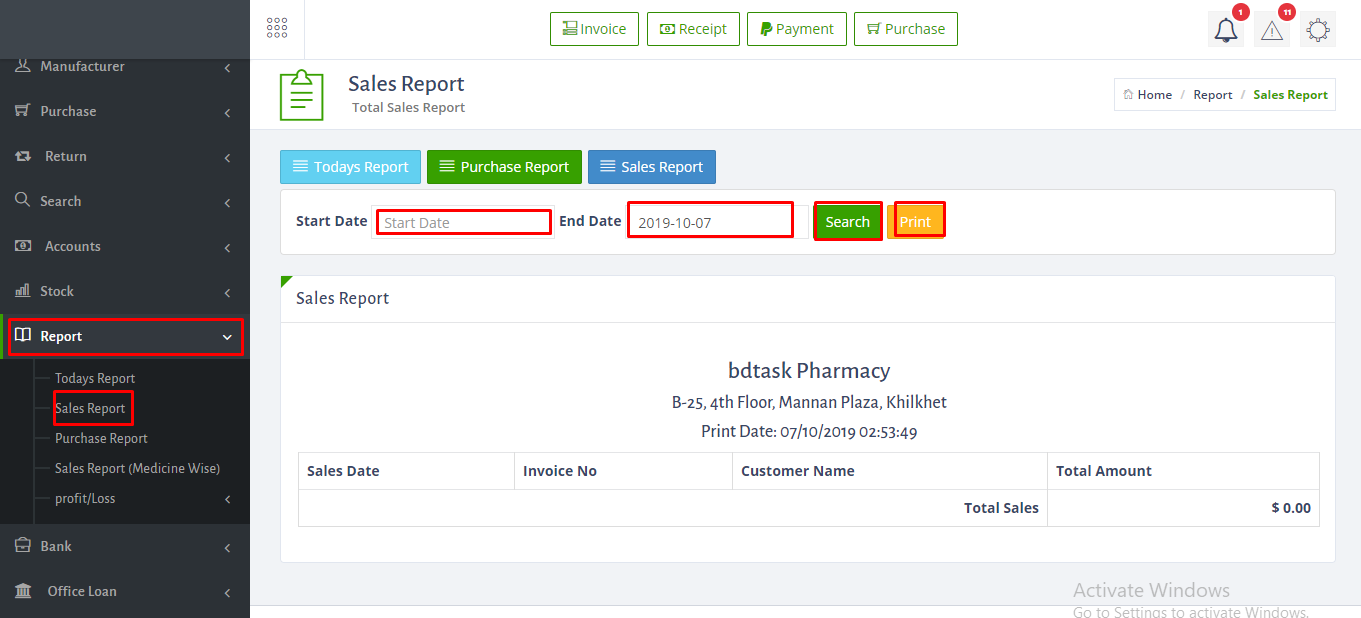 Invoice
Receipt
Payment
Purchase
1
11
Manufacturer
Purchase
Return
Search
Accounts
Stock
Report
Todays Report
Sales Report
Purchase Report
Sales Report (Medicine Wise)
profit/Loss
Bank
Office Loan
Sales Report
Total Sales Report
Home / Report / Sales Report
Todays Report
Purchase Report
Sales Report
Start Date Start Date End Date 2019-10-07 Search Print
Sales Report
bdtask Pharmacy
B-25, 4th Floor, Mannan Plaza, Khilkhet
Print Date: 07/10/2019 02:53:49
Sales Date Invoice No Customer Name Total Amount
Total Sales $ 0.00
Activate Windows
Go to Settings to activate Windows.